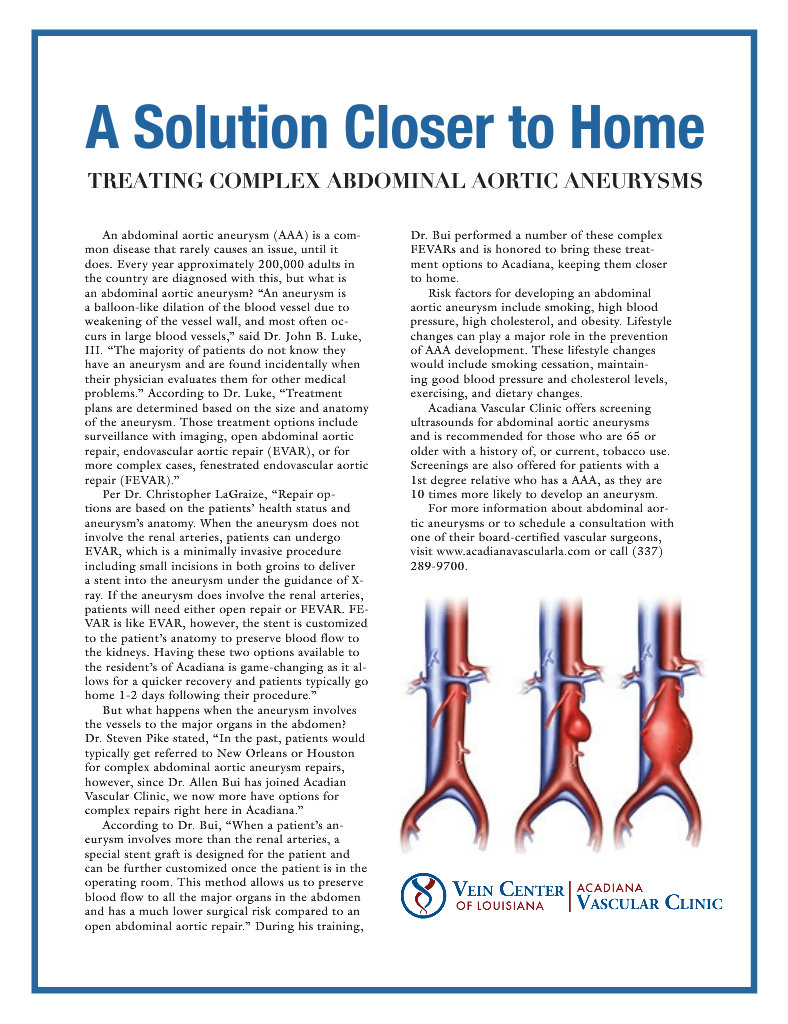 A Solution Closer to Home
TREATING COMPLEX ABDOMINAL AORTIC ANEURYSMS
An abdominal aortic aneurysm (AAA) is a com-
mon disease that rarely causes an issue, until it
does. Every year approximately 200,000 adults in
the country are diagnosed with this, but what is
an abdominal aortic aneurysm? “An aneurysm is
a balloon-like dilation of the blood vessel due to
weakening of the vessel wall, and most often oc-
curs in large blood vessels,” said Dr. John B. Luke,
III. “The majority of patients do not know they
have an aneurysm and are found incidentally when
their physician evaluates them for other medical
problems.” According to Dr. Luke, “Treatment
plans are determined based on the size and anatomy
of the aneurysm. Those treatment options include
surveillance with imaging, open abdominal aortic
repair, endovascular aortic repair (EVAR), or for
more complex cases, fenestrated endovascular aortic
repair (FEVAR).”
Per Dr. Christopher LaGraize, “Repair op-
tions are based on the patients’ health status and
aneurysm’s anatomy. When the aneurysm does not
involve the renal arteries, patients can undergo
EVAR, which is a minimally invasive procedure
including small incisions in both groins to deliver
a stent into the aneurysm under the guidance of X-
ray. If the aneurysm does involve the renal arteries,
patients will need either open repair or FEVAR. FE-
VAR is like EVAR, however, the stent is customized
to the patient’s anatomy to preserve blood flow to
the kidneys. Having these two options available to
the resident’s of Acadiana is game-changing as it al-
lows for a quicker recovery and patients typically go
home 1-2 days following their procedure.”
But what happens when the aneurysm involves
the vessels to the major organs in the abdomen?
Dr. Steven Pike stated, “In the past, patients would
typically get referred to New Orleans or Houston
for complex abdominal aortic aneurysm repairs,
however, since Dr. Allen Bui has joined Acadian
Vascular Clinic, we now more have options for
complex repairs right here in Acadiana.”
According to Dr. Bui, “When a patient’s an-
eurysm involves more than the renal arteries, a
special stent graft is designed for the patient and
can be further customized once the patient is in the
operating room. This method allows us to preserve
blood flow to all the major organs in the abdomen
and has a much lower surgical risk compared to an
open abdominal aortic repair.” During his training,
Dr. Bui performed a number of these complex
FEVARs and is honored to bring these treat-
ment options to Acadiana, keeping them closer
to home.
Risk factors for developing an abdominal
aortic aneurysm include smoking, high blood
pressure, high cholesterol, and obesity. Lifestyle
changes can play a major role in the prevention
of AAA development. These lifestyle changes
would include smoking cessation, maintain-
ing good blood pressure and cholesterol levels,
exercising, and dietary changes.
Acadiana Vascular Clinic offers screening
ultrasounds for abdominal aortic aneurysms
and is recommended for those who are 65 or
older with a history of, or current, tobacco use.
Screenings are also offered for patients with a
1st degree relative who has a AAA, as they are
10 times more likely to develop an aneurysm.
For more information about abdominal aor-
tic aneurysms or to schedule a consultation with
one of their board-certified vascular surgeons,
visit www.acadianavascularla.com or call (337)
289-9700.
VEIN CENTER
OF LOUISIANA
ACADIANA
VASCULAR CLINIC